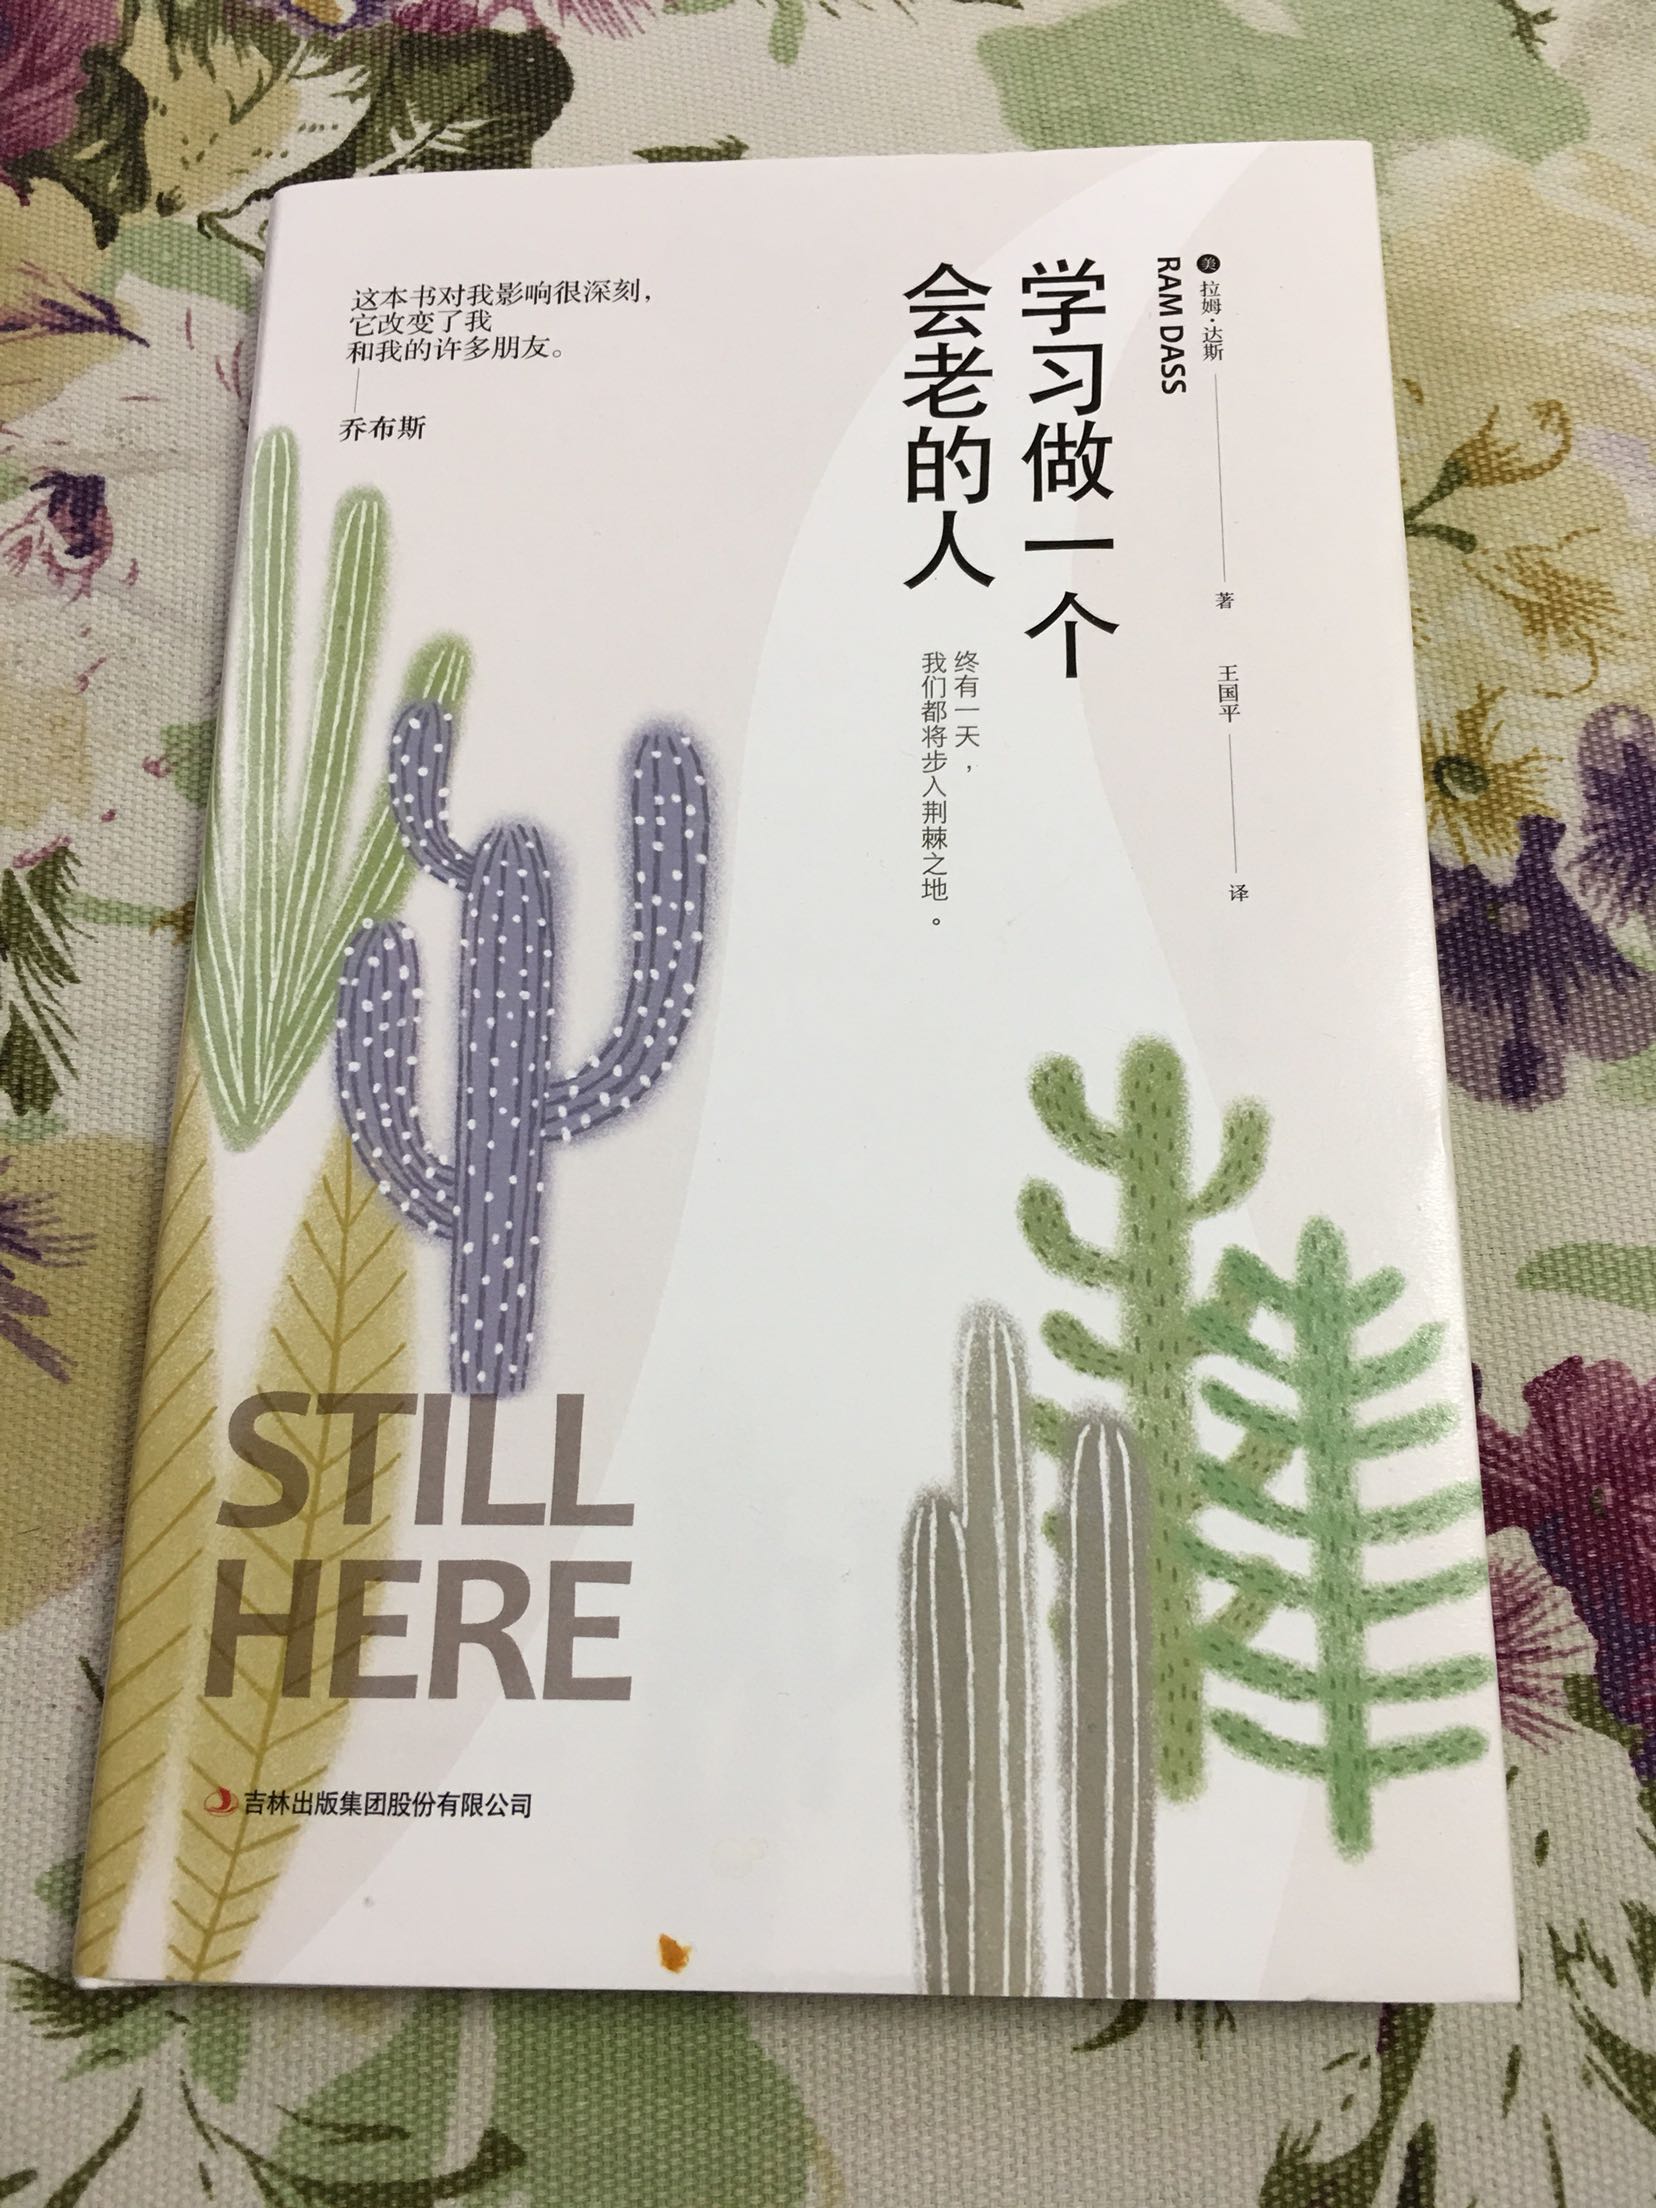 美 拉姆·达斯 著 王国平 译
RAM DASS
学习做一个
会老的人
终有一天，
我们都将步入荆棘之地。
这本书对我影响很深刻，
它改变了我
和我的许多朋友。
——乔布斯
STILL
HERE
吉林出版集团股份有限公司